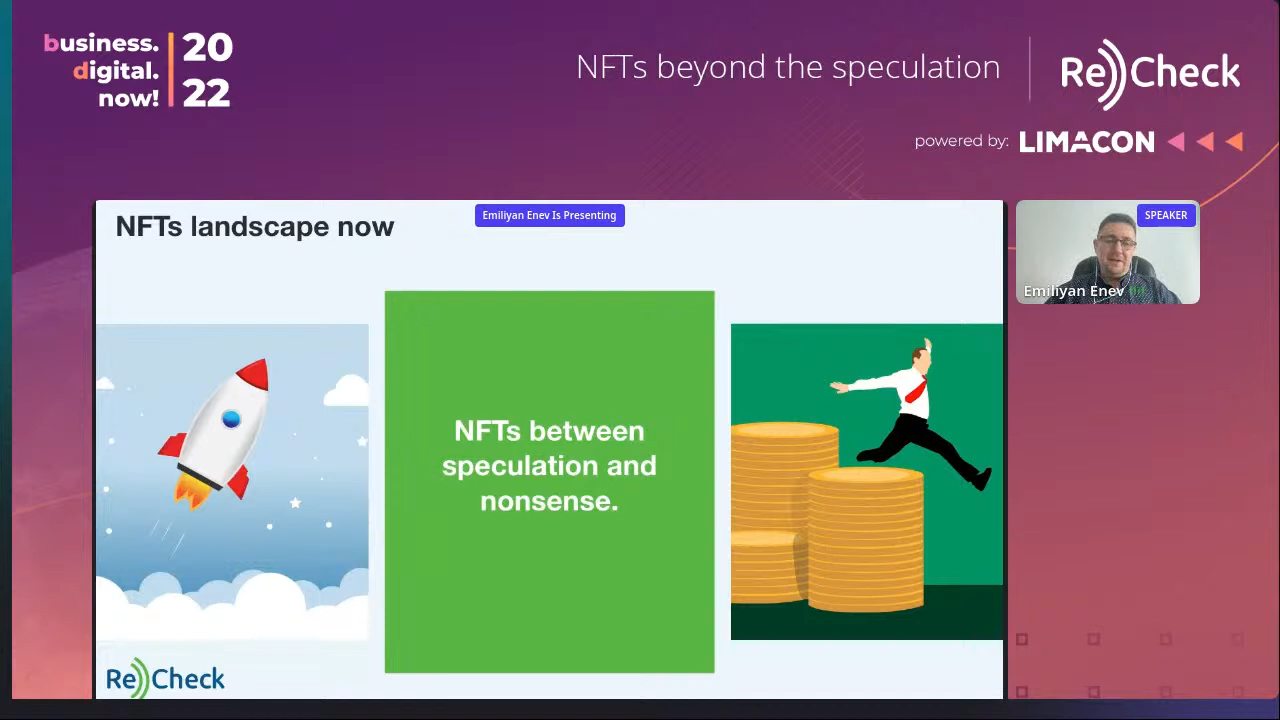 business.
digital.
now!
20
22
NFTs beyond the speculation
Re Check
powered by: LIMACON
NFTs landscape now
Emiliyan Enev Is Presenting
SPEAKER
Emiliyan Enev
NFTs between
speculation and
nonsense.
Re Check